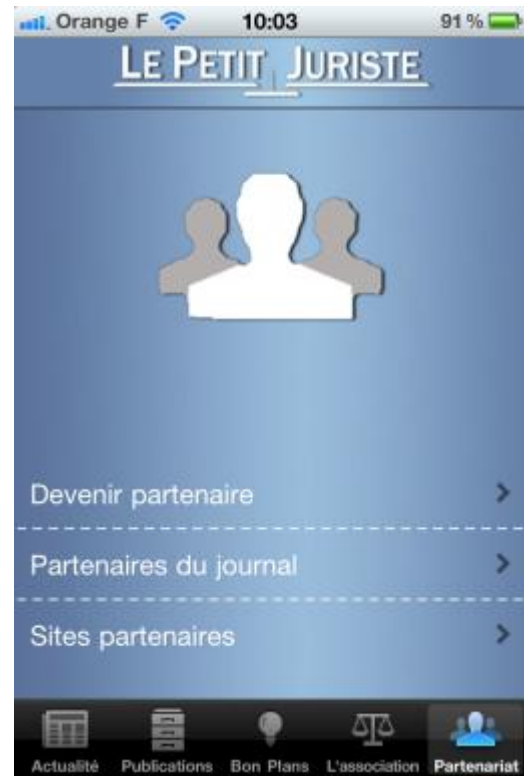 Orange F 10:03 91 %
LE PETIT JURISTE
Devenir partenaire
Partenaires du journal
Sites partenaires
Actualité Publications Bon Plans L'association Partenariat